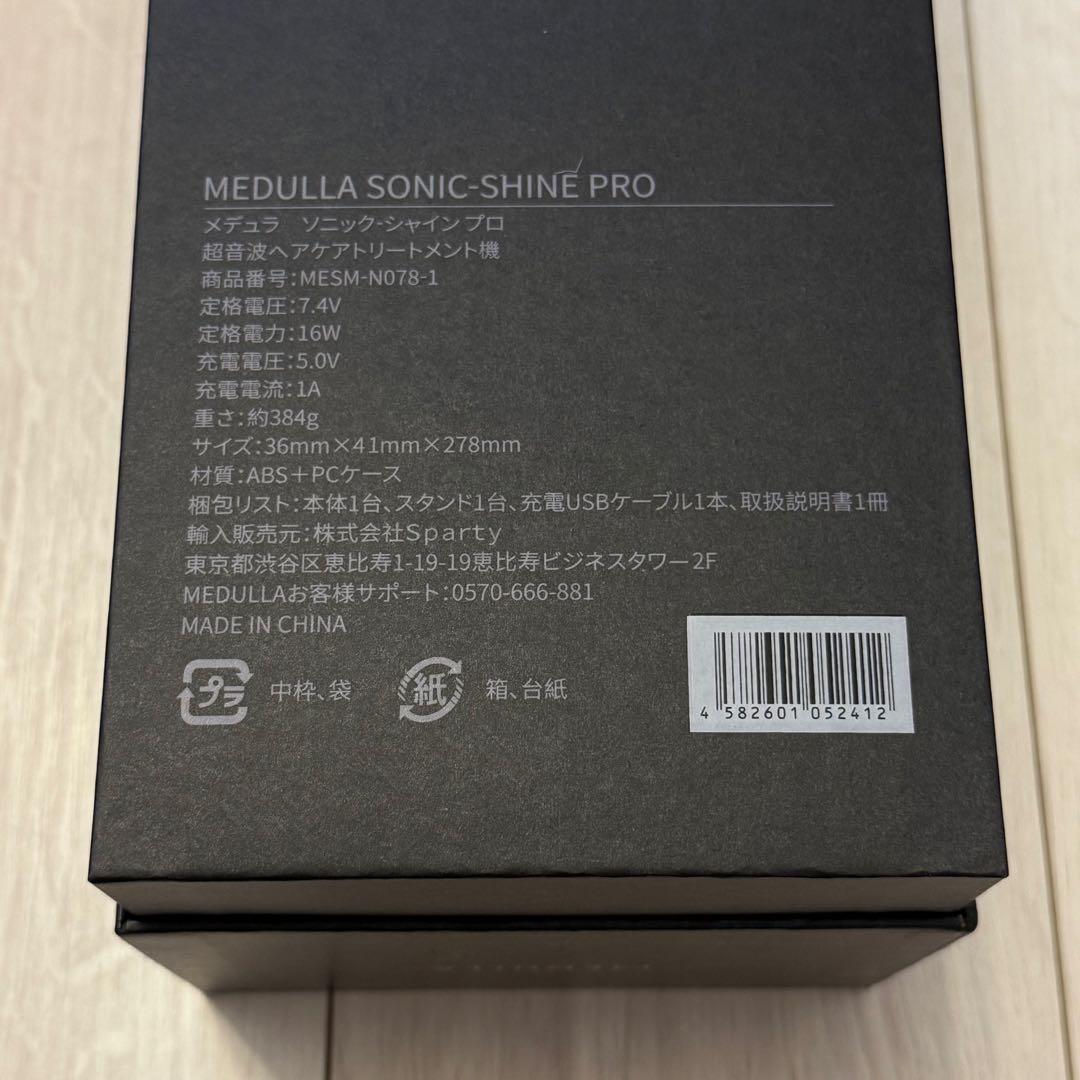 MEDULLA SONIC-SHINE PRO
メデュラ　ソニック-シャイン プロ
超音波ヘアケアトリートメント機
商品番号：MESM-N078-1
定格電圧：7.4V
定格電力：16W
充電電圧：5.0V
充電電流：1A
重さ：約384g
サイズ：36mm×41mm×278mm
材質：ABS＋PCケース
梱包リスト：本体1台、スタンド1台、充電USBケーブル1本、取扱説明書1冊
輸入販売元：株式会社Sparty
東京都渋谷区恵比寿1-19-19恵比寿ビジネスタワー2F
MEDULLAお客様サポート：0570-666-881
MADE IN CHINA
プラ 中枠、袋 紙 箱、台紙
4 582601 052412